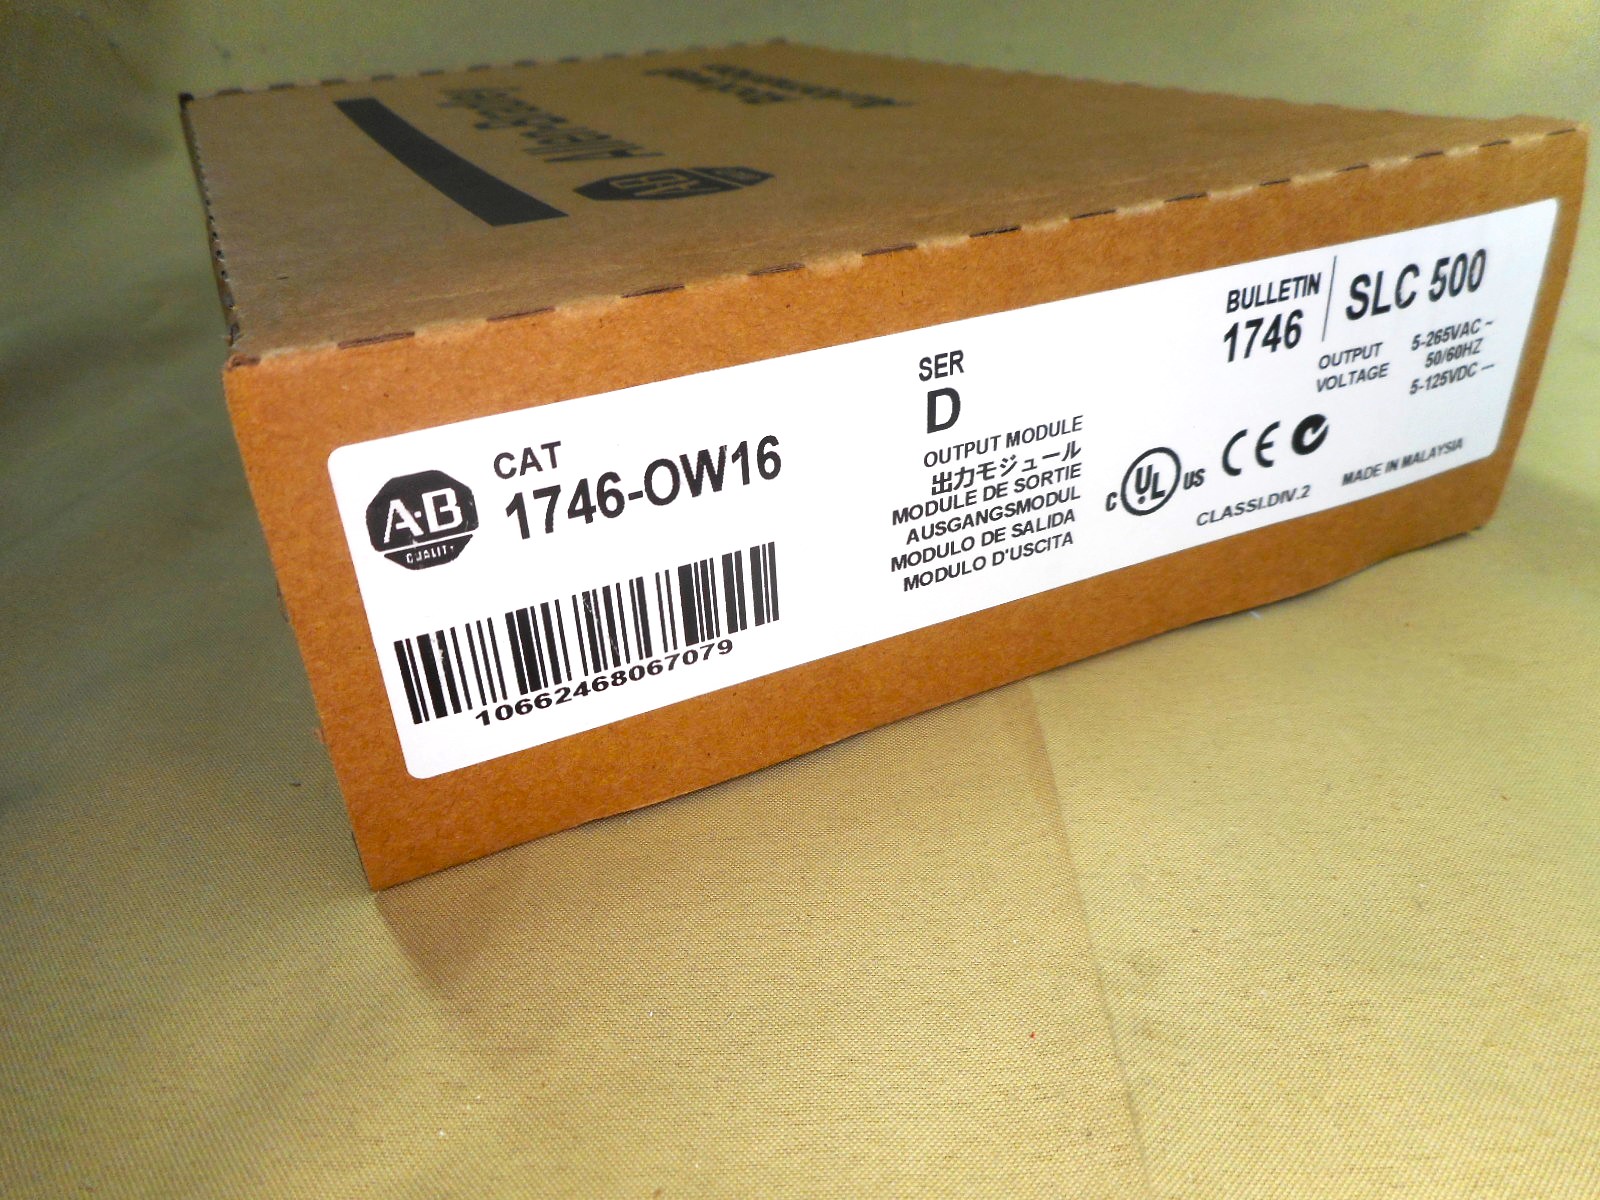 Allen-Bradley
A-B
QUALITY
CAT
1746-OW16
10662468067079
SER
D
OUTPUT MODULE
出力モジュール
MODULE DE SORTIE
AUSGANGSMODUL
MODULO DE SALIDA
MODULO D'USCITA
BULLETIN
1746
SLC 500
OUTPUT
VOLTAGE
5-265VAC ~
50/60HZ
5-125VDC ---
C UL US
CE
CLASSI.DIV.2
MADE IN MALAYSIA